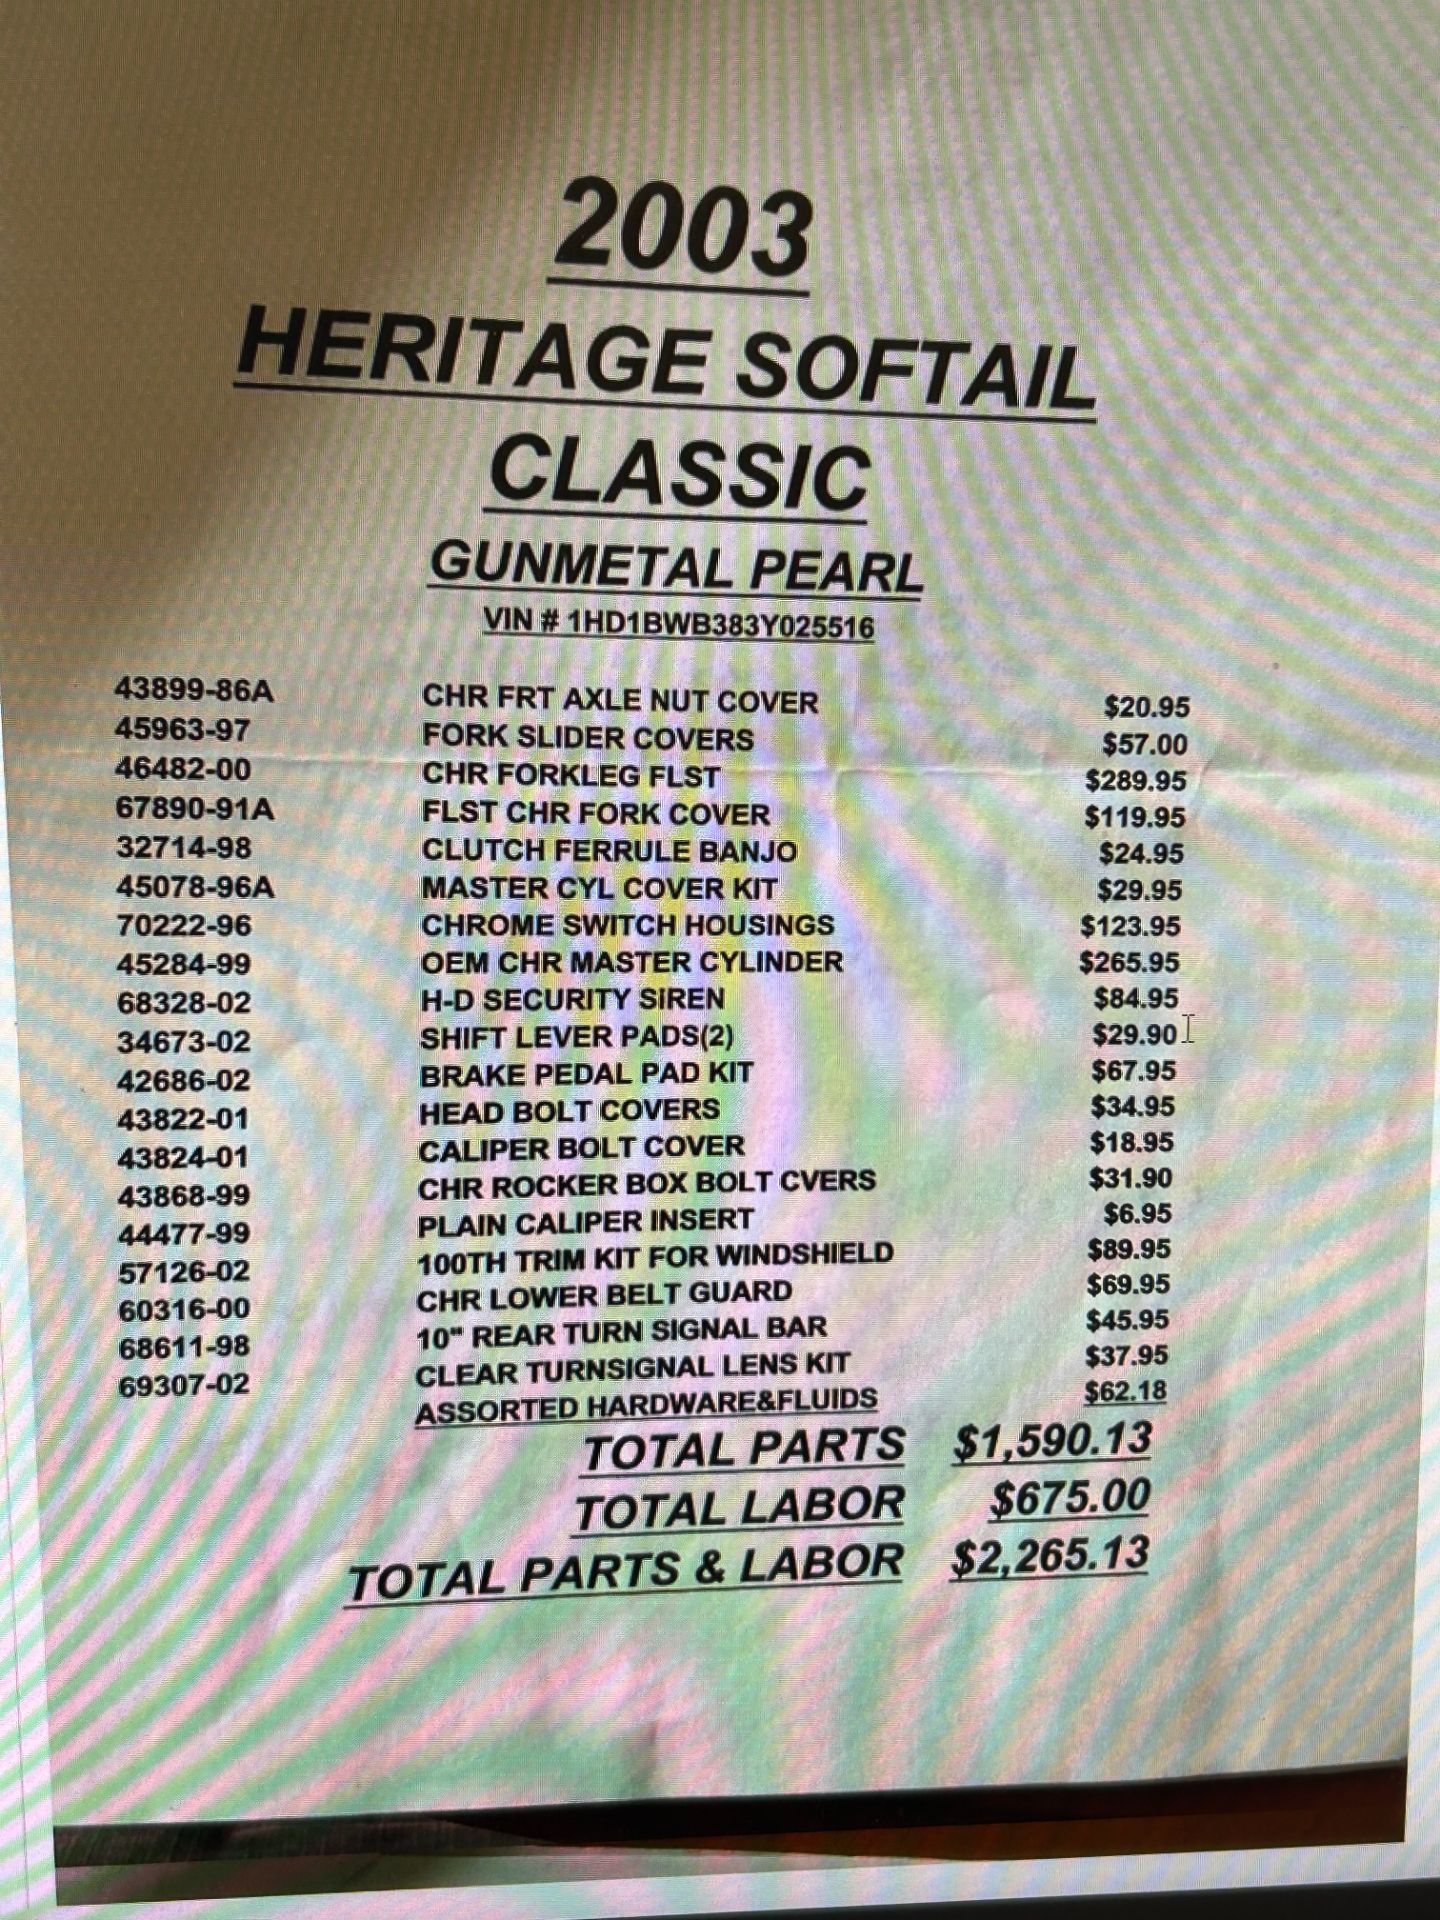 2003
HERITAGE SOFTAIL
CLASSIC
GUNMETAL PEARL
VIN # 1HD1BWB383Y025516
43899-86A CHR FRT AXLE NUT COVER $20.95
45963-97 FORK SLIDER COVERS $57.00
46482-00 CHR FORKLEG FLST $289.95
67890-91A FLST CHR FORK COVER $119.95
32714-98 CLUTCH FERRULE BANJO $24.95
45078-96A MASTER CYL COVER KIT $29.95
70222-96 CHROME SWITCH HOUSINGS $123.95
45284-99 OEM CHR MASTER CYLINDER $265.95
68328-02 H-D SECURITY SIREN $84.95
34673-02 SHIFT LEVER PADS(2) $29.90
42686-02 BRAKE PEDAL PAD KIT $67.95
43822-01 HEAD BOLT COVERS $34.95
43824-01 CALIPER BOLT COVER $18.95
43868-99 CHR ROCKER BOX BOLT CVERS $31.90
44477-99 PLAIN CALIPER INSERT $6.95
57126-02 100TH TRIM KIT FOR WINDSHIELD $89.95
60316-00 CHR LOWER BELT GUARD $69.95
68611-98 10" REAR TURN SIGNAL BAR $45.95
69307-02 CLEAR TURNSIGNAL LENS KIT $37.95
ASSORTED HARDWARE&FLUIDS $62.18
TOTAL PARTS $1,590.13
TOTAL LABOR $675.00
TOTAL PARTS & LABOR $2,265.13